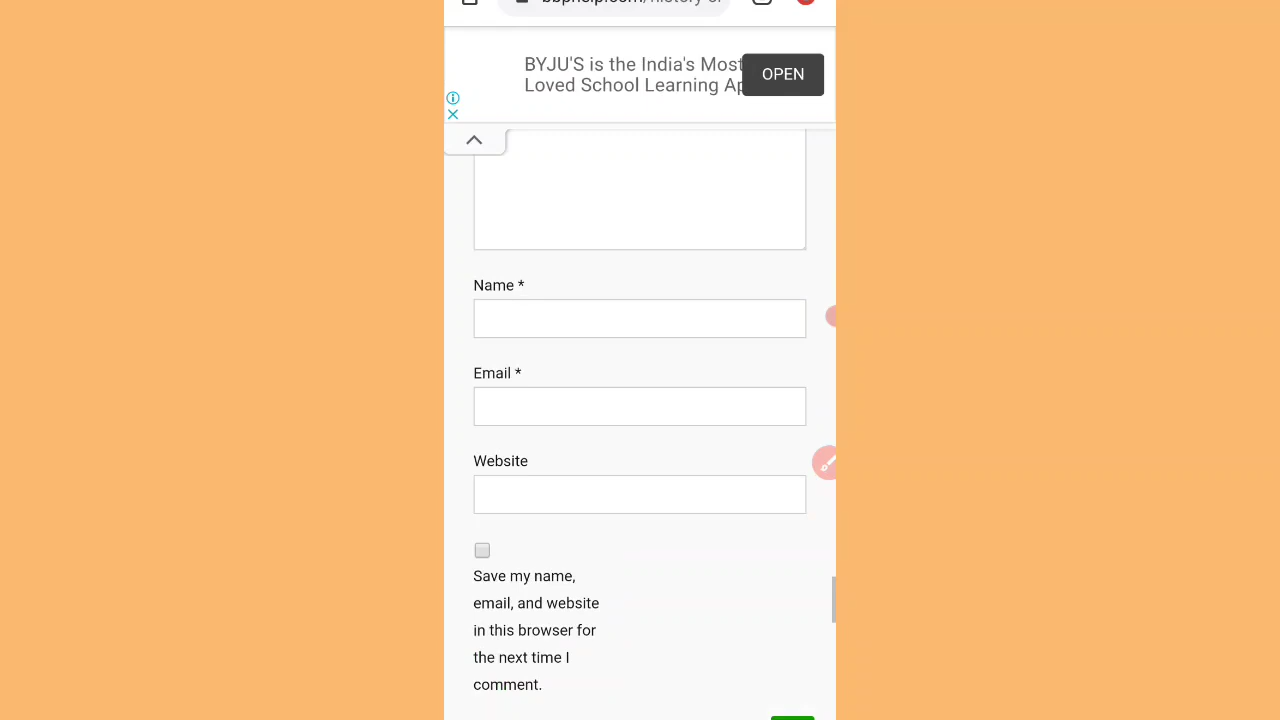 BYJU'S is the India's Most
Loved School Learning Ap
OPEN
Name *
Email *
Website
Save my name,
email, and website
in this browser for
the next time I
comment.